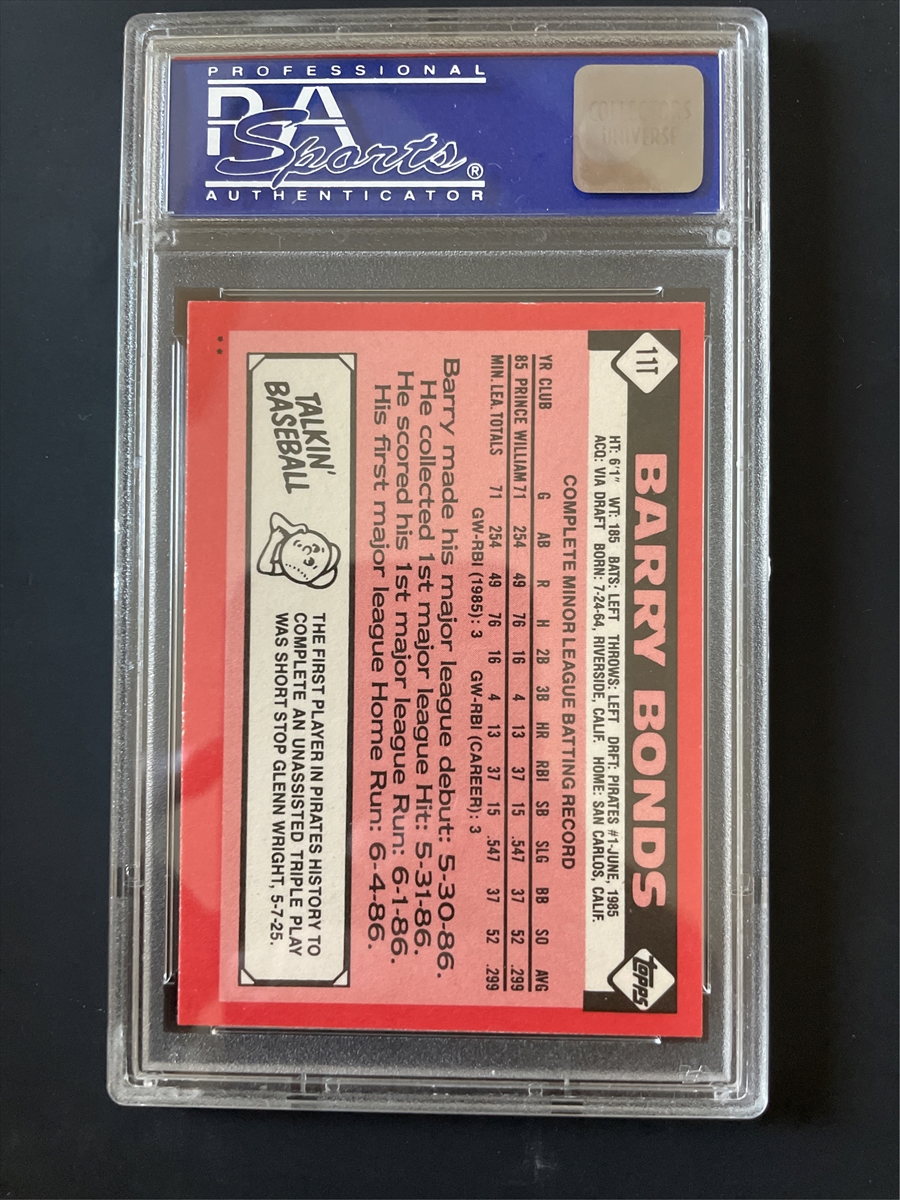 PROFESSIONAL
PSA
Sports®
AUTHENTICATOR
COLLECTORS
UNIVERSE
11T
BARRY BONDS
topps
HT: 6'1" WT: 185 BATS: LEFT THROWS: LEFT DRFT: PIRATES #1-JUNE, 1985
ACQ: VIA DRAFT BORN: 7-24-64, RIVERSIDE, CALIF. HOME: SAN CARLOS, CALIF.
COMPLETE MINOR LEAGUE BATTING RECORD
YR CLUB G AB R H 2B 3B HR RBI SB SLG BB SO AVG
85 PRINCE WILLIAM 71 254 49 76 16 4 13 37 15 .547 37 52 .299
MIN. LEA. TOTALS 71 254 49 76 16 4 13 37 15 .547 37 52 .299
GW-RBI (1985): 3 GW-RBI (CAREER): 3
Barry made his major league debut: 5-30-86.
He collected 1st major league Hit: 5-31-86.
He scored his 1st major league Run: 6-1-86.
His first major league Home Run: 6-4-86.
TALKIN'
BASEBALL
THE FIRST PLAYER IN PIRATES HISTORY TO
COMPLETE AN UNASSISTED TRIPLE PLAY
WAS SHORT STOP GLENN WRIGHT, 5-7-25.